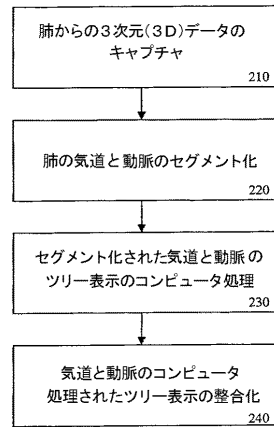 肺からの3次元(3D)データの
キャプチャ
210
肺の気道と動脈のセグメント化
220
セグメント化された気道と動脈の
ツリー表示のコンピュータ処理
230
気道と動脈のコンピュータ
処理されたツリー表示の整合化
240